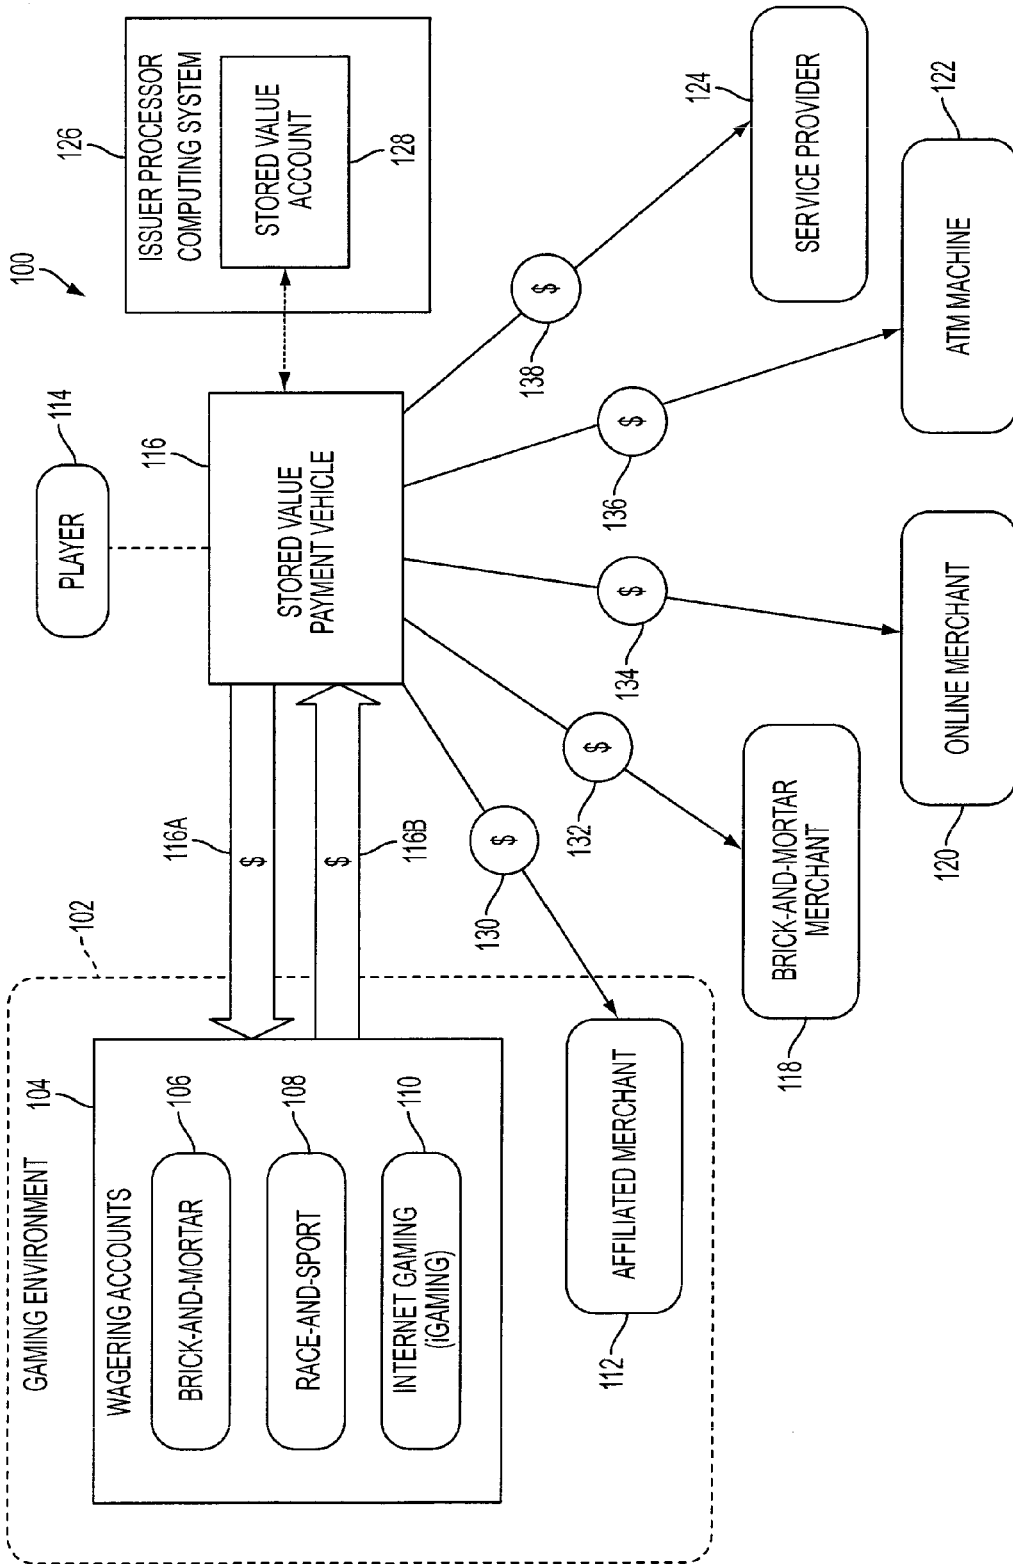 100
GAMING ENVIRONMENT
102
104
WAGERING ACCOUNTS
BRICK-AND-MORTAR
106
RACE-AND-SPORT
108
INTERNET GAMING
(iGAMING)
110
AFFILIATED MERCHANT
112
116A
$
$
116B
PLAYER
114
116
STORED VALUE
PAYMENT VEHICLE
126
ISSUER PROCESSOR
COMPUTING SYSTEM
STORED VALUE
ACCOUNT
128
$
130
$
132
$
134
$
136
$
138
BRICK-AND-MORTAR
MERCHANT
118
ONLINE MERCHANT
120
ATM MACHINE
122
SERVICE PROVIDER
124